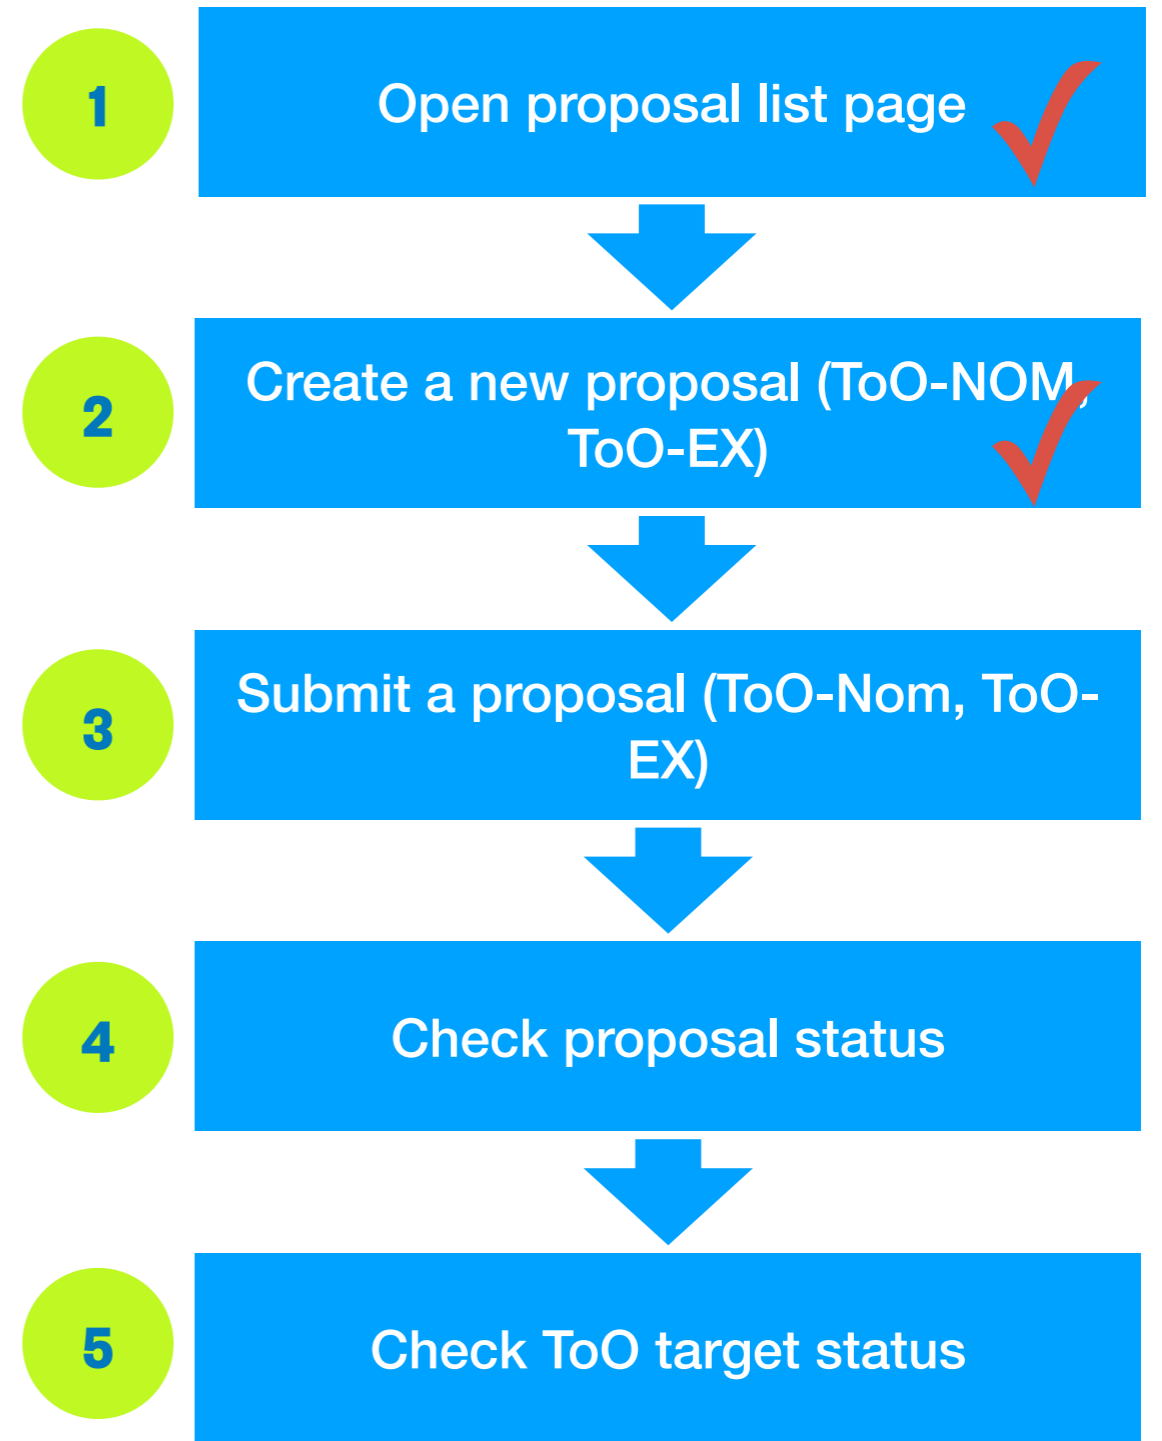 1
Open proposal list page
2
Create a new proposal (ToO-NOM,
ToO-EX)
3
Submit a proposal (ToO-Nom, ToO-
EX)
4
Check proposal status
5
Check ToO target status